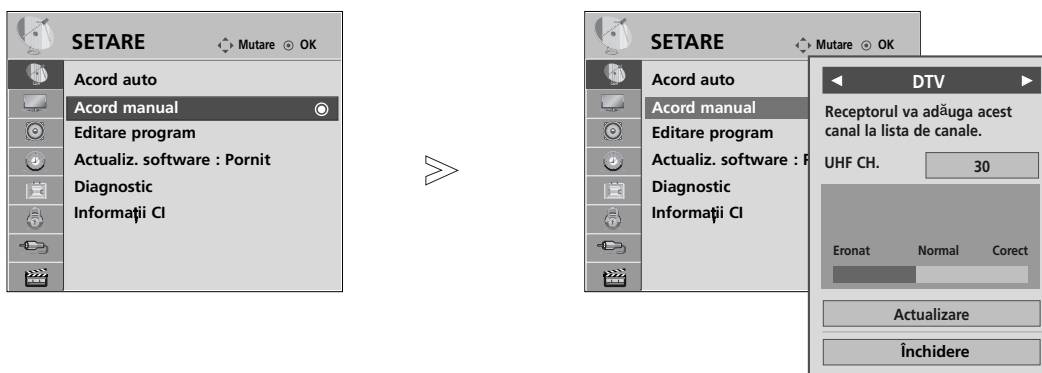 SETARE
Mutare OK
Acord auto
Acord manual
Editare program
Actualiz. software : Pornit
Diagnostic
Informaţii CI
SETARE
Mutare OK
Acord auto
Acord manual
Editare program
Actualiz. software : P
Diagnostic
Informaţii CI
DTV
Receptorul va adăuga acest
canal la lista de canale.
UHF CH. 30
Eronat Normal Corect
Actualizare
Închidere